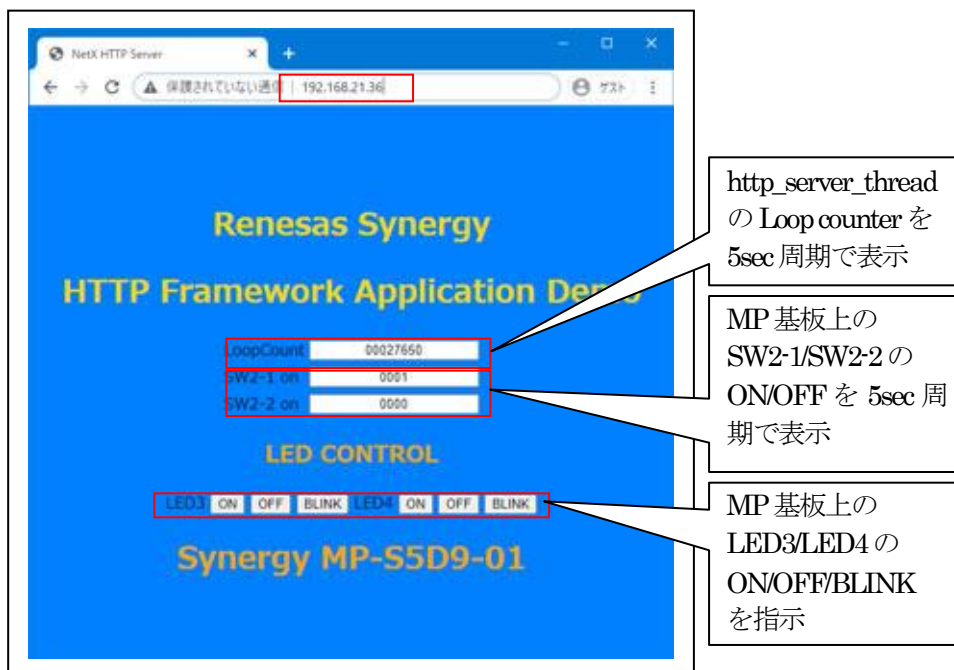 NetX HTTP Server
保護されていない通信 192.168.21.36
ゲスト
Renesas Synergy
HTTP Framework Application Demo
LoopCount 00027650
SW2-1 on 0001
SW2-2 on 0000
LED CONTROL
LED3 ON OFF BLINK LED4 ON OFF BLINK
Synergy MP-S5D9-01
http_server_thread
の Loop counter を
5sec 周期で表示
MP 基板上の
SW2-1/SW2-2 の
ON/OFF を 5sec 周
期で表示
MP 基板上の
LED3/LED4 の
ON/OFF/BLINK
を指示